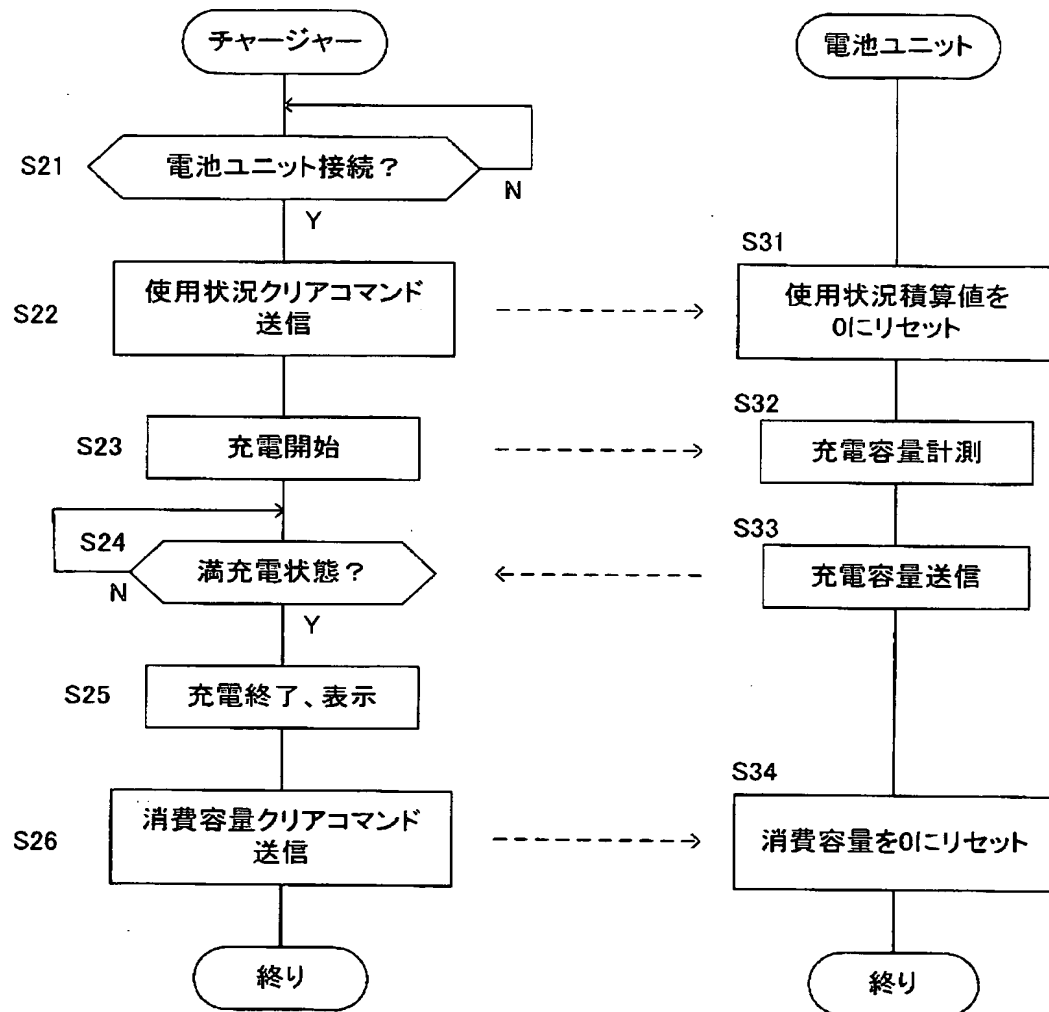 チャージャー
電池ユニット
S21
電池ユニット接続？
N
Y
S22
使用状況クリアコマンド
送信
S31
使用状況積算値を
0にリセット
S23
充電開始
S32
充電容量計測
S24
満充電状態？
N
Y
S33
充電容量送信
S25
充電終了、表示
S26
消費容量クリアコマンド
送信
S34
消費容量を0にリセット
終り
終り